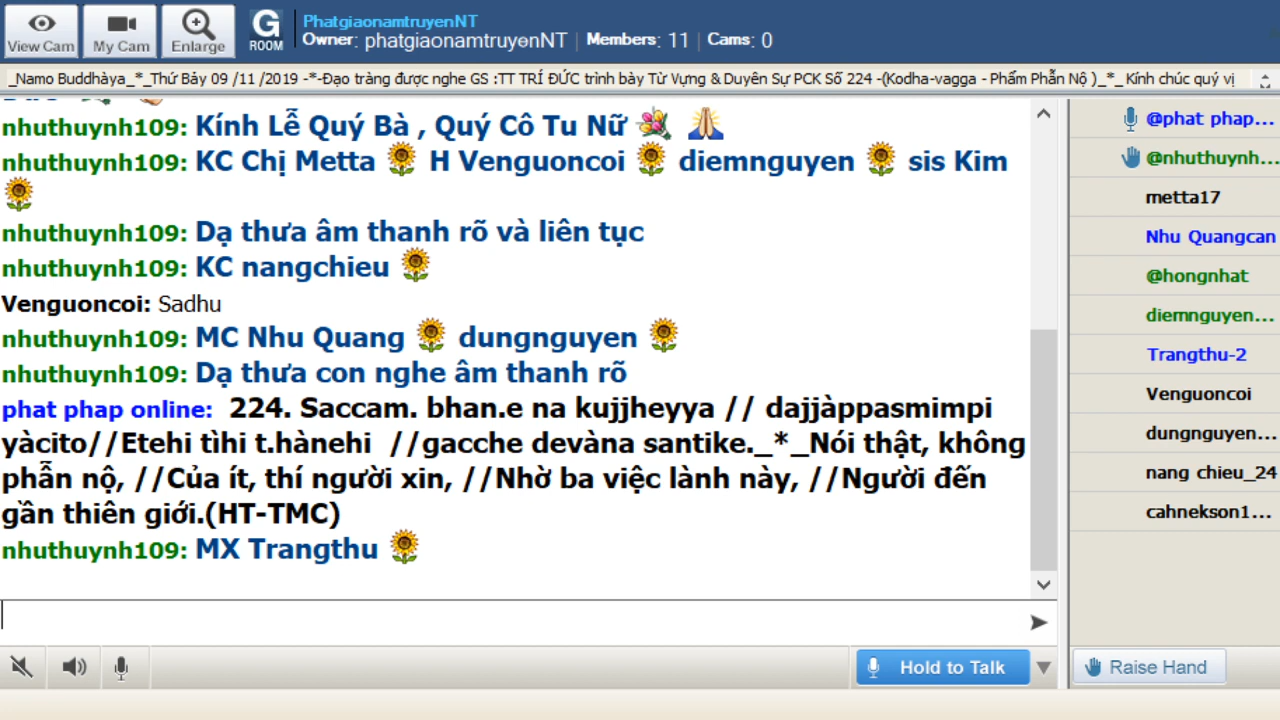 View Cam
My Cam
Enlarge
G
ROOM
PhatgiaonamtruyenNT
Owner: phatgiaonamtruyenNT | Members: 11 | Cams: 0
_Namo Buddhàya_*_Thứ Bảy 09 /11 /2019 -*-Đạo tràng được nghe GS :TT TRÍ ĐỨC trình bày Từ Vựng & Duyên Sự PCK Số 224 -(Kodha-vagga - Phẩm Phẫn Nộ )_*_ Kính chúc quý vị
nhuthuynh109: Kính Lễ Quý Bà , Quý Cô Tu Nữ
nhuthuynh109: KC Chị Metta H Venguoncoi diemnguyen sis Kim
nhuthuynh109: Dạ thưa âm thanh rõ và liên tục
nhuthuynh109: KC nangchieu
Venguoncoi: Sadhu
nhuthuynh109: MC Nhu Quang dungnguyen
nhuthuynh109: Dạ thưa con nghe âm thanh rõ
phat phap online: 224. Saccam. bhan.e na kujjheyya // dajjàppasmimpi
yàcito//Etehi tìhi t.hànehi //gacche devàna santike._*_Nói thật, không
phẫn nộ, //Của ít, thí người xin, //Nhờ ba việc lành này, //Người đến
gần thiên giới.(HT-TMC)
nhuthuynh109: MX Trangthu
@phat phap...
@nhuthuynh...
metta17
Nhu Quangcan
@hongnhat
diemnguyen...
Trangthu-2
Venguoncoi
dungnguyen...
nang chieu_24
cahnekson1...
Hold to Talk
Raise Hand